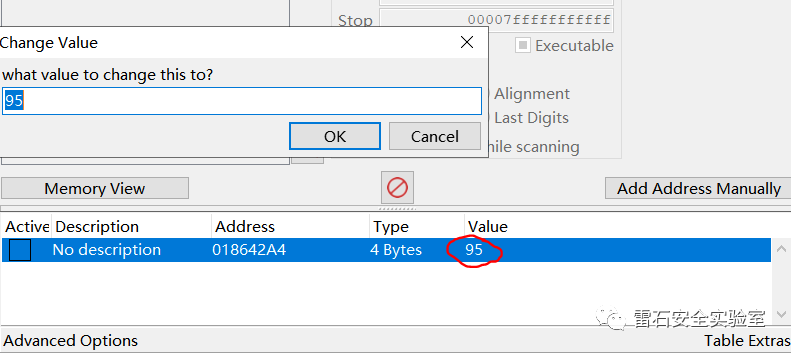 Stop 00007fffffffffff
Executable
Change Value
what value to change this to?
95
Alignment
Last Digits
OK Cancel
hile scanning
Memory View Add Address Manually
Active Description Address Type Value
No description 018642A4 4 Bytes 95
雷石安全实验室
Advanced Options Table Extras